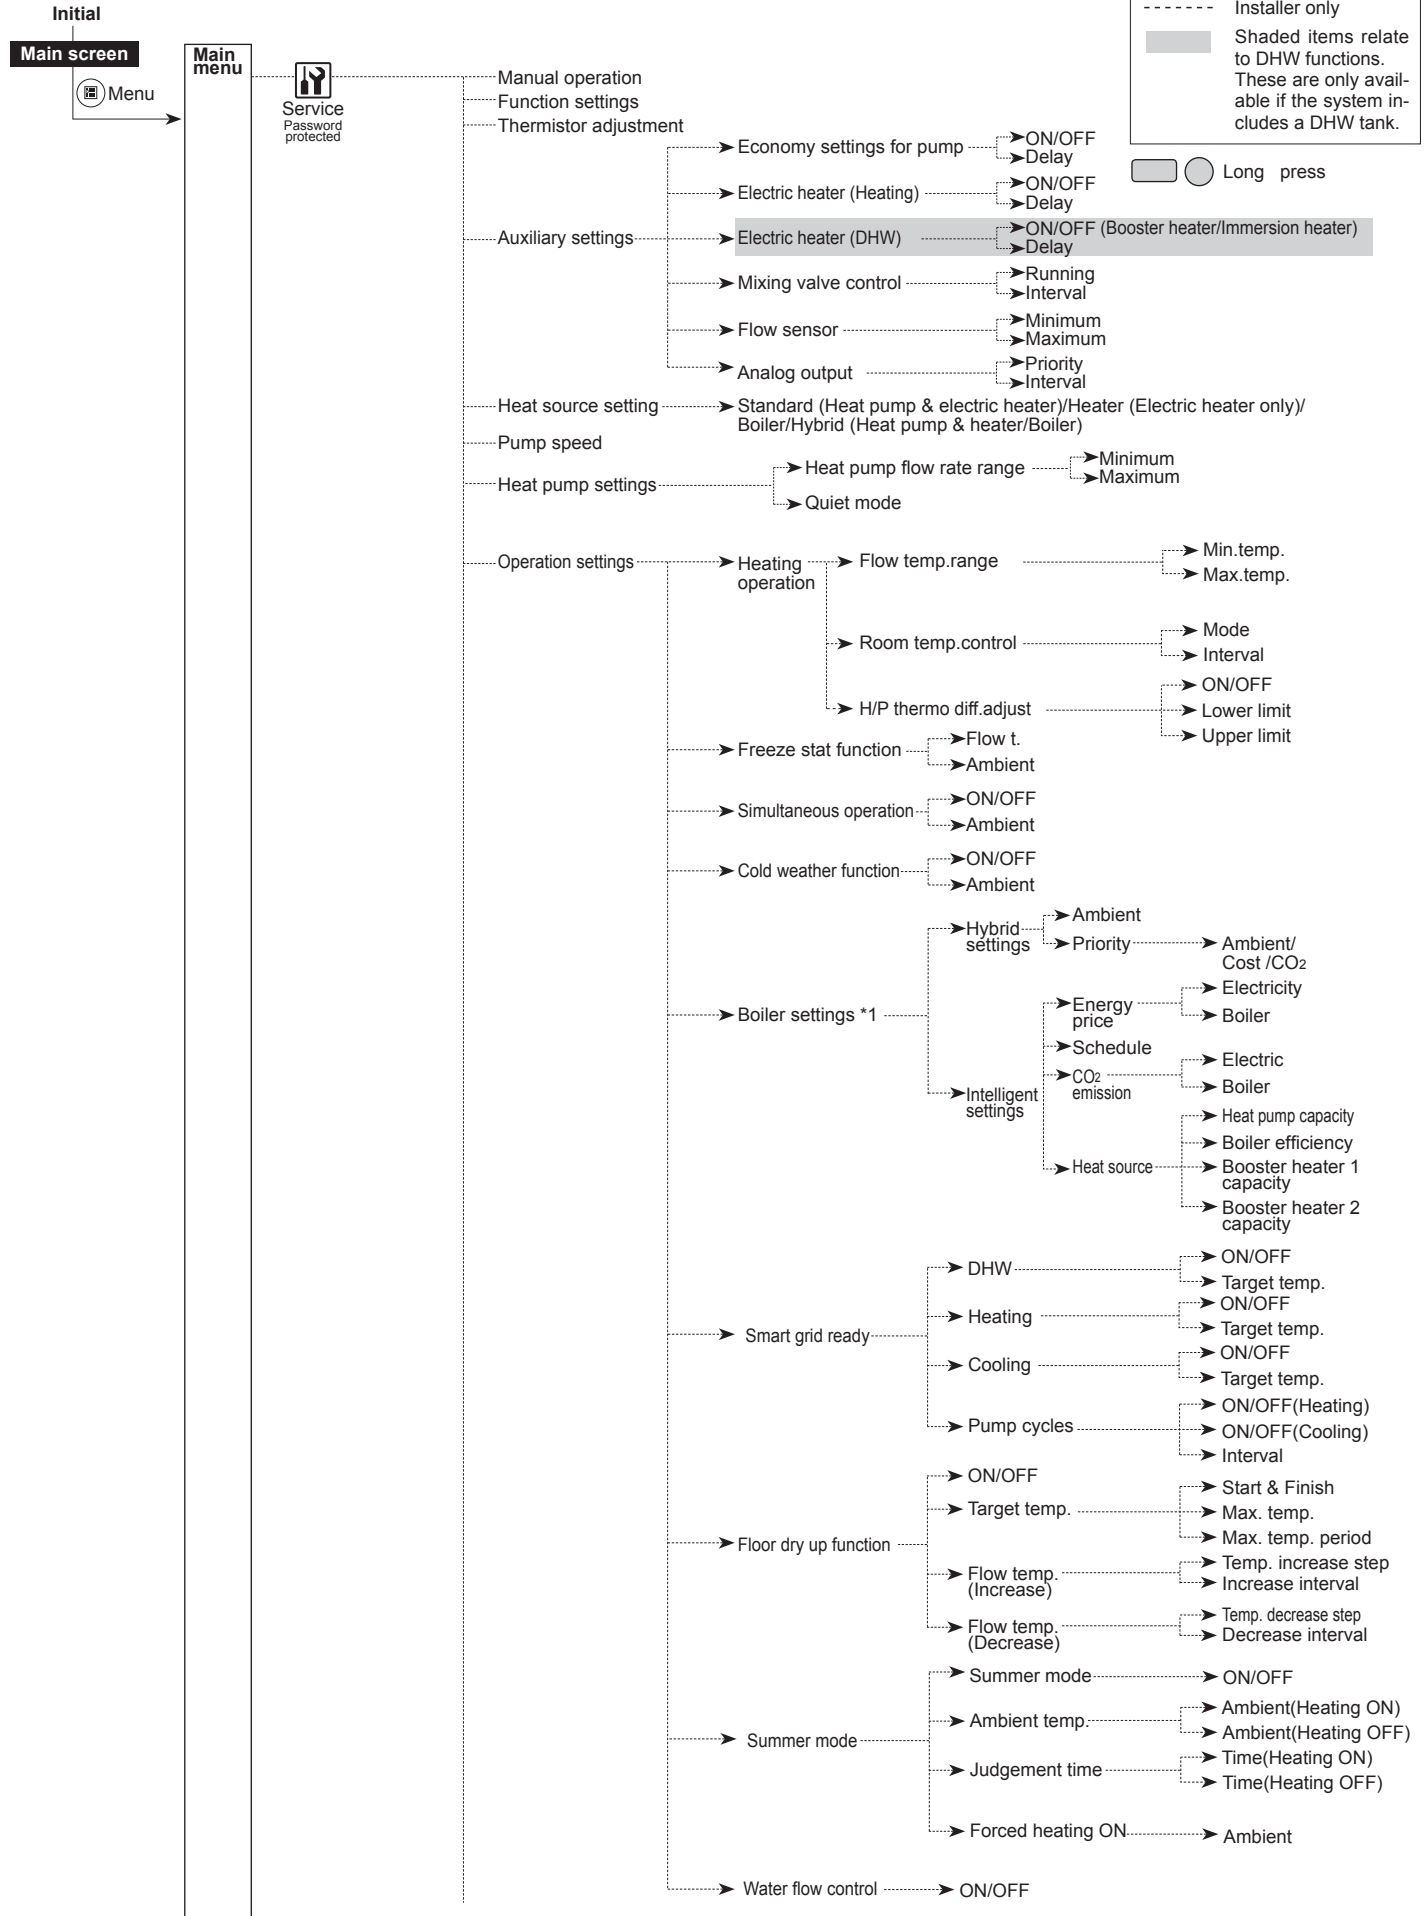 Initial
Main screen
Menu
Main
menu
Service
Password
protected
Installer only
Shaded items relate
to DHW functions.
These are only avail-
able if the system in-
cludes a DHW tank.
Long press
Manual operation
Function settings
Thermistor adjustment
Auxiliary settings
Economy settings for pump
ON/OFF
Delay
Electric heater (Heating)
ON/OFF
Delay
Electric heater (DHW)
ON/OFF (Booster heater/Immersion heater)
Delay
Mixing valve control
Running
Interval
Flow sensor
Minimum
Maximum
Analog output
Priority
Interval
Heat source setting
Standard (Heat pump & electric heater)/Heater (Electric heater only)/
Boiler/Hybrid (Heat pump & heater/Boiler)
Pump speed
Heat pump settings
Heat pump flow rate range
Minimum
Maximum
Quiet mode
Operation settings
Heating
operation
Flow temp.range
Min.temp.
Max.temp.
Room temp.control
Mode
Interval
H/P thermo diff.adjust
ON/OFF
Lower limit
Upper limit
Freeze stat function
Flow t.
Ambient
Simultaneous operation
ON/OFF
Ambient
Cold weather function
ON/OFF
Ambient
Boiler settings *1
Hybrid
settings
Ambient
Priority
Ambient/
Cost /CO2
Intelligent
settings
Energy
price
Electricity
Boiler
Schedule
CO2
emission
Electric
Boiler
Heat source
Heat pump capacity
Boiler efficiency
Booster heater 1
capacity
Booster heater 2
capacity
Smart grid ready
DHW
ON/OFF
Target temp.
Heating
ON/OFF
Target temp.
Cooling
ON/OFF
Target temp.
Pump cycles
ON/OFF(Heating)
ON/OFF(Cooling)
Interval
Floor dry up function
ON/OFF
Target temp.
Start & Finish
Max. temp.
Max. temp. period
Flow temp.
(Increase)
Temp. increase step
Increase interval
Flow temp.
(Decrease)
Temp. decrease step
Decrease interval
Summer mode
Summer mode
ON/OFF
Ambient temp.
Ambient(Heating ON)
Ambient(Heating OFF)
Judgement time
Time(Heating ON)
Time(Heating OFF)
Forced heating ON
Ambient
Water flow control
ON/OFF